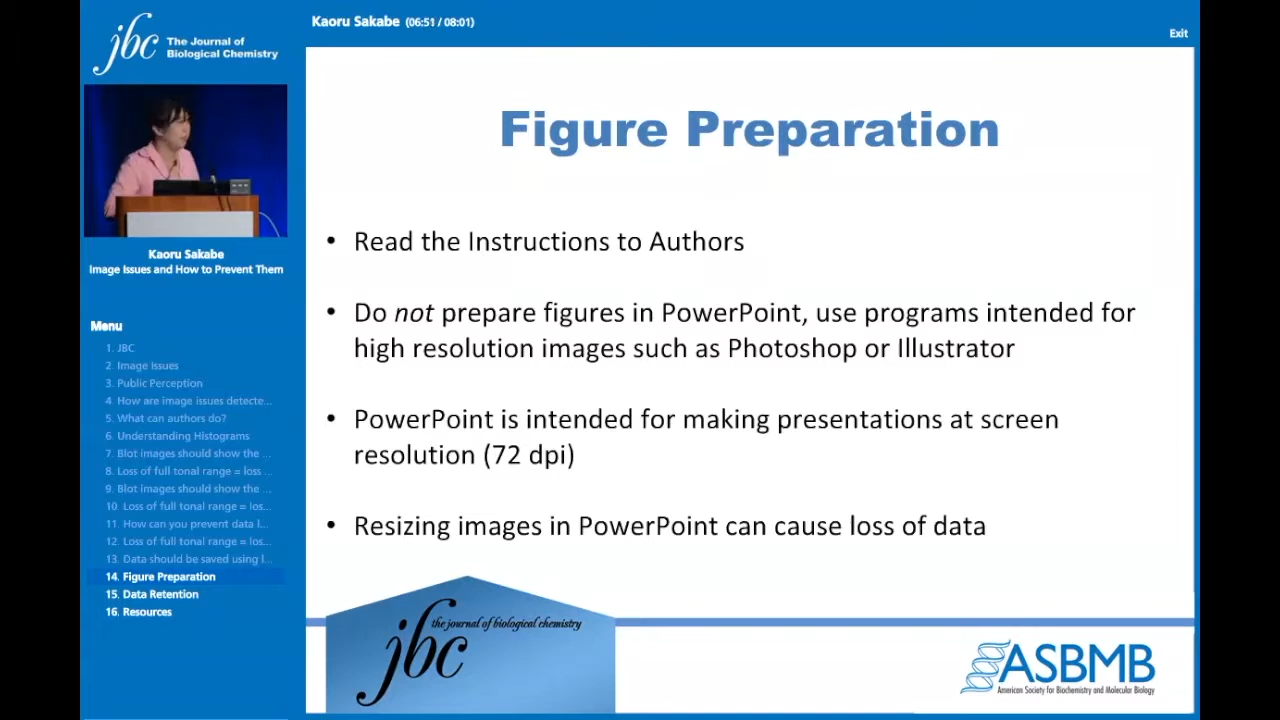 jbc The Journal of
Biological Chemistry
Kaoru Sakabe (06:51 / 08:01)
Exit
Kaoru Sakabe
Image Issues and How to Prevent Them
Menu
1. JBC
2. Image Issues
3. Public Perception
4. How are image issues detecte...
5. What can authors do?
6. Understanding Histograms
7. Blot images should show the ...
8. Loss of full tonal range = loss ...
9. Blot images should show the ...
10. Loss of full tonal range = los...
11. How can you prevent data l...
12. Loss of full tonal range = los...
13. Data should be saved using l...
14. Figure Preparation
15. Data Retention
16. Resources
Figure Preparation
• Read the Instructions to Authors
• Do not prepare figures in PowerPoint, use programs intended for
high resolution images such as Photoshop or Illustrator
• PowerPoint is intended for making presentations at screen
resolution (72 dpi)
• Resizing images in PowerPoint can cause loss of data
the journal of biological chemistry
jbc
ASBMB
American Society for Biochemistry and Molecular Biology